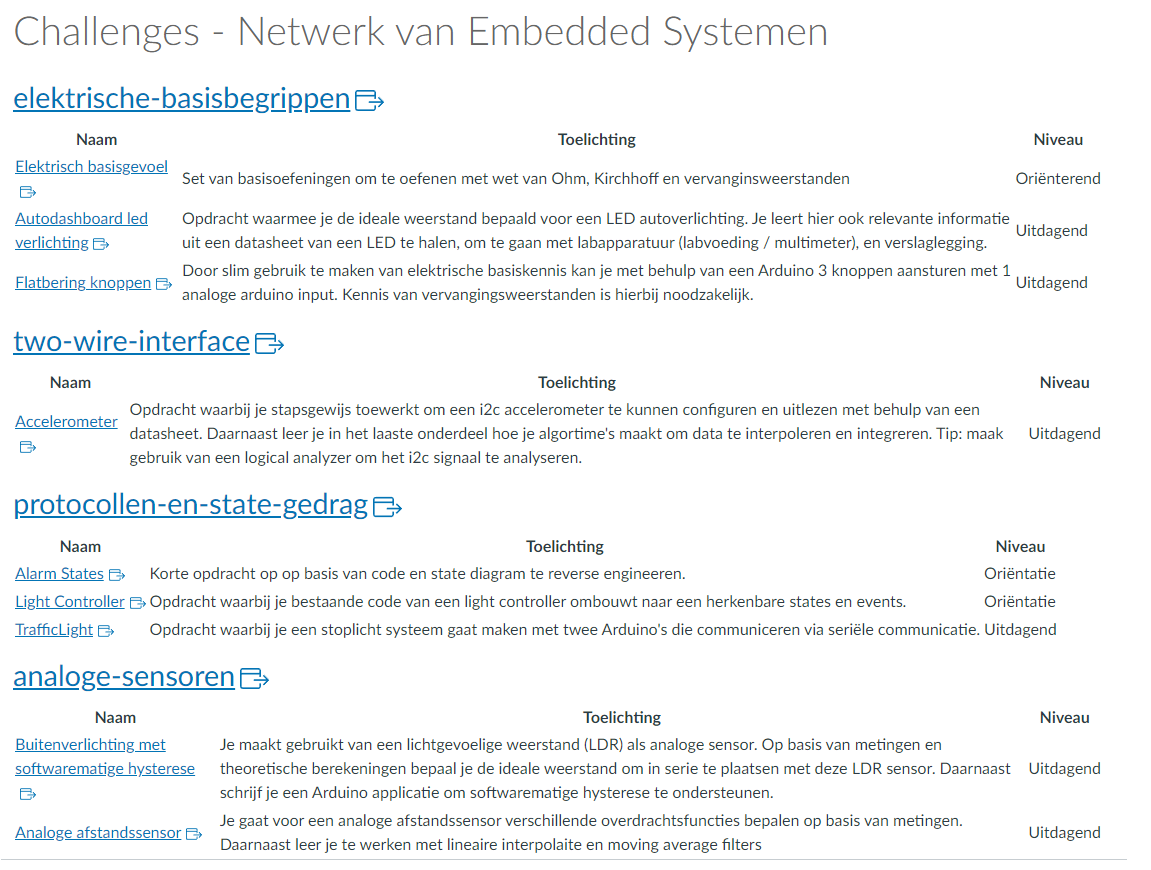 Challenges - Netwerk van Embedded Systemen
elektrische-basisbegrippen
Naam Toelichting Niveau
Elektrisch basisgevoel Set van basisoefeningen om te oefenen met wet van Ohm, Kirchhoff en vervanginsweerstanden Oriënterend
Autodashboard led Opdracht waarmee je de ideale weerstand bepaald voor een LED autoverlichting. Je leert hier ook relevante informatie
verlichting uit een datasheet van een LED te halen, om te gaan met labapparatuur (labvoeding / multimeter), en verslaglegging. Uitdagend
Flatbering knoppen Door slim gebruik te maken van elektrische basiskennis kan je met behulp van een Arduino 3 knoppen aansturen met 1 Uitdagend
analoge arduino input. Kennis van vervangingsweerstanden is hierbij noodzakelijk.
two-wire-interface
Naam Toelichting Niveau
Accelerometer Opdracht waarbij je stapsgewijs toewerkt om een i2c accelerometer te kunnen configuren en uitlezen met behulp van een
datasheet. Daarnaast leer je in het laaste onderdeel hoe je algortime's maakt om data te interpoleren en integreren. Tip: maak Uitdagend
gebruik van een logical analyzer om het i2c signaal te analyseren.
protocollen-en-state-gedrag
Naam Toelichting Niveau
Alarm States Korte opdracht op op basis van code en state diagram te reverse engineeren. Oriëntatie
Light Controller Opdracht waarbij je bestaande code van een light controller ombouwt naar een herkenbare states en events. Oriëntatie
TrafficLight Opdracht waarbij je een stoplicht systeem gaat maken met twee Arduino's die communiceren via seriële communicatie. Uitdagend
analoge-sensoren
Naam Toelichting Niveau
Buitenverlichting met Je maakt gebruikt van een lichtgevoelige weerstand (LDR) als analoge sensor. Op basis van metingen en
softwarematige hysterese theoretische berekeningen bepaal je de ideale weerstand om in serie te plaatsen met deze LDR sensor. Daarnaast Uitdagend
schrijf je een Arduino applicatie om softwarematige hysterese te ondersteunen.
Analoge afstandssensor Je gaat voor een analoge afstandssensor verschillende overdrachtsfuncties bepalen op basis van metingen. Uitdagend
Daarnaast leer je te werken met lineaire interpolaite en moving average filters